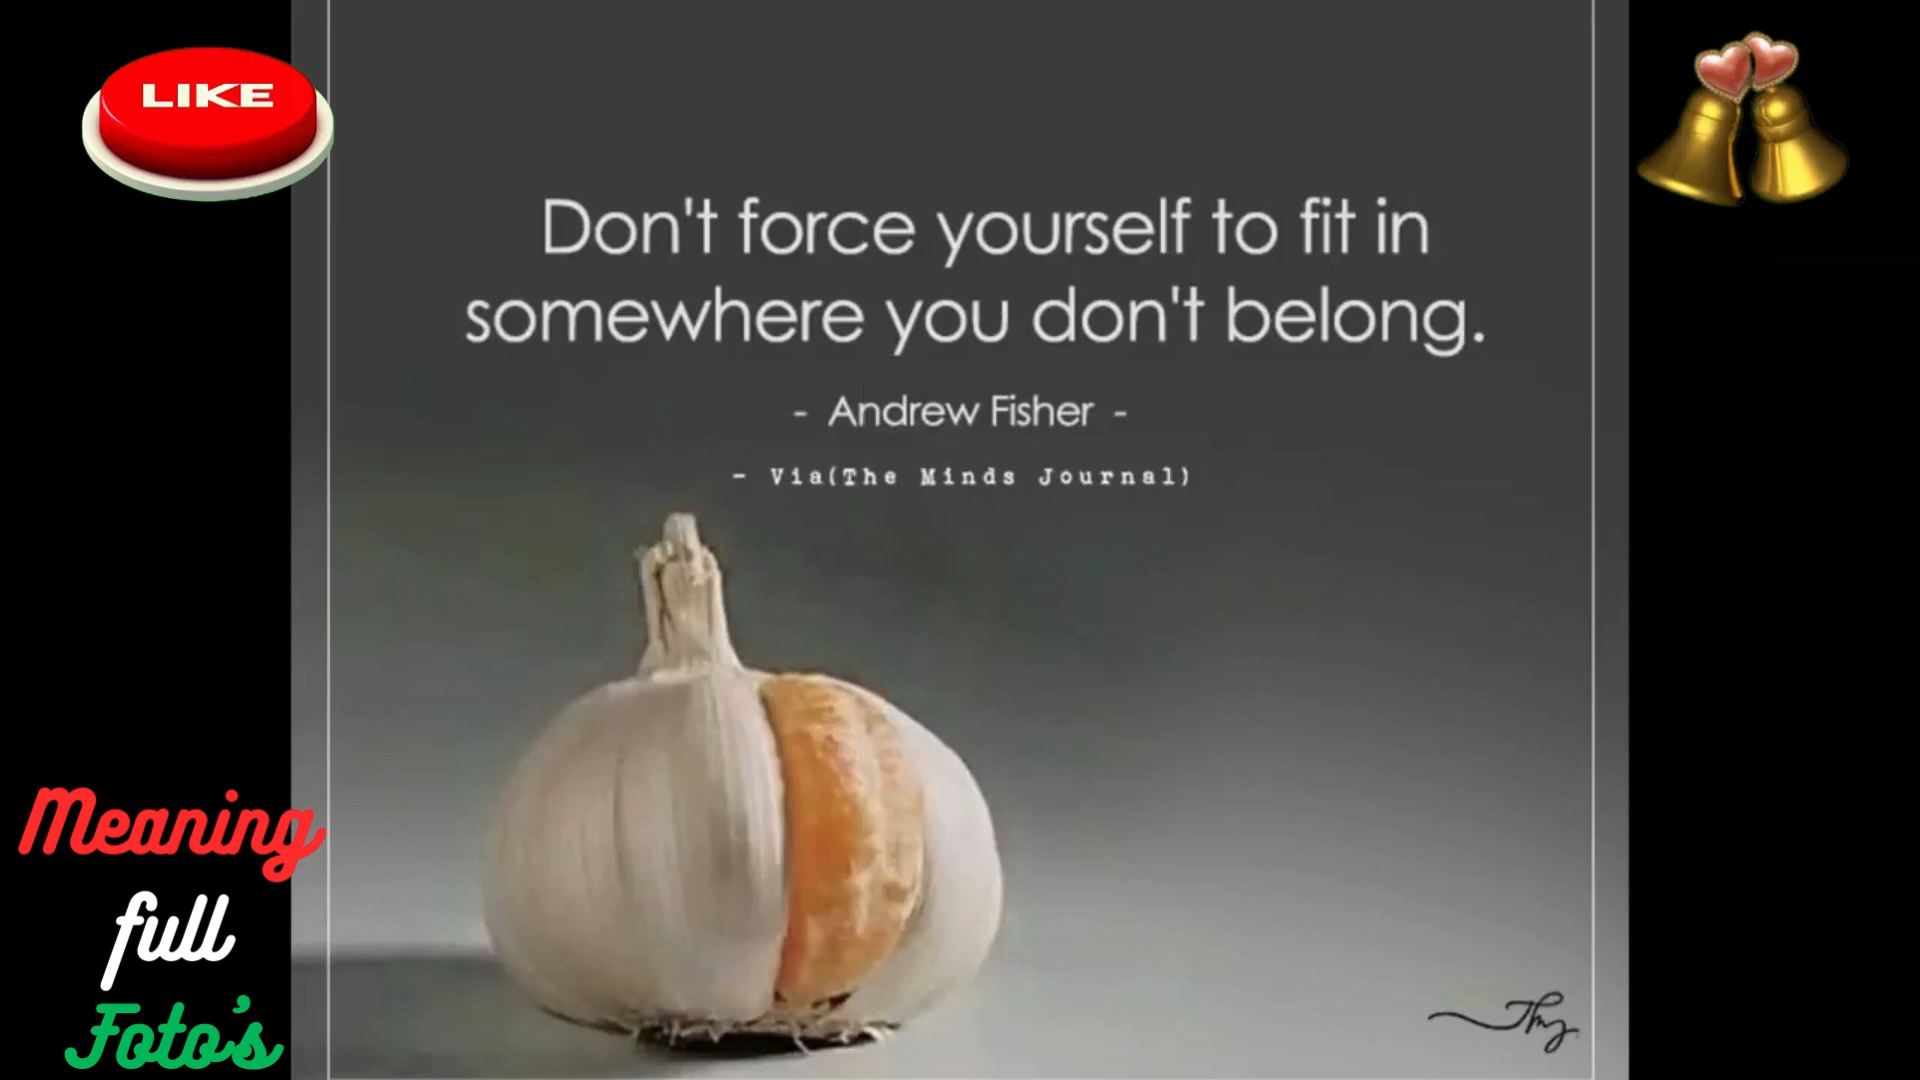 LIKE
Don't force yourself to fit in
somewhere you don't belong.
- Andrew Fisher -
- Via(The Minds Journal)
Meaning
full
Foto's